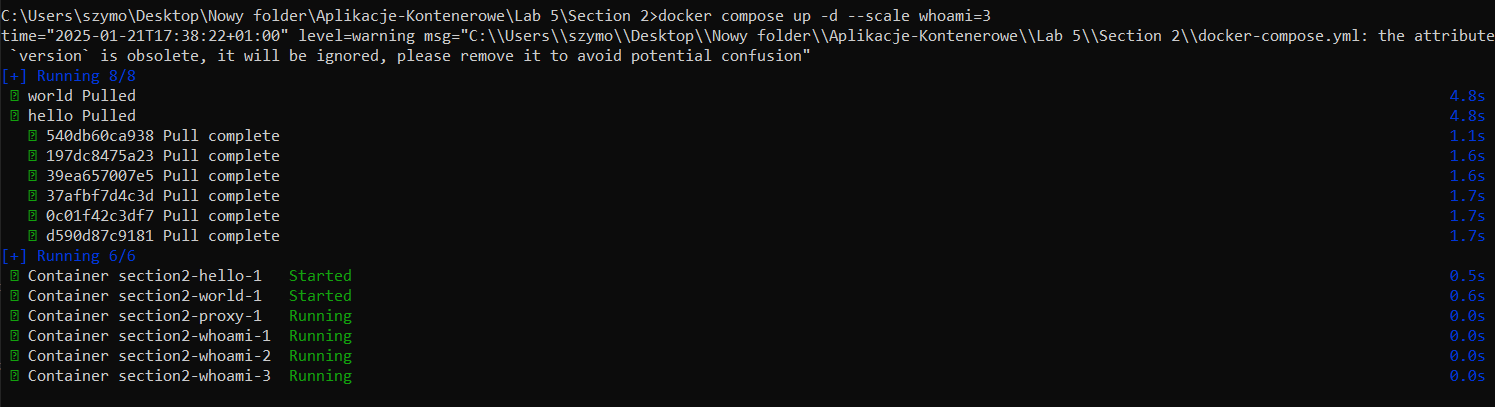 C:\Users\szymo\Desktop\Nowy folder\Aplikacje-Kontenerowe\Lab 5\Section 2>docker compose up -d --scale whoami=3
time="2025-01-21T17:38:22+01:00" level=warning msg="C:\\Users\\szymo\\Desktop\\Nowy folder\\Aplikacje-Kontenerowe\\Lab 5\\Section 2\\docker-compose.yml: the attribute
`version` is obsolete, it will be ignored, please remove it to avoid potential confusion"
[+] Running 8/8
world Pulled 4.8s
hello Pulled 4.8s
540db60ca938 Pull complete 1.1s
197dc8475a23 Pull complete 1.6s
39ea657007e5 Pull complete 1.6s
37afbf7d4c3d Pull complete 1.7s
0c01f42c3df7 Pull complete 1.7s
d590d87c9181 Pull complete 1.7s
[+] Running 6/6
Container section2-hello-1 Started 0.5s
Container section2-world-1 Started 0.6s
Container section2-proxy-1 Running 0.0s
Container section2-whoami-1 Running 0.0s
Container section2-whoami-2 Running 0.0s
Container section2-whoami-3 Running 0.0s